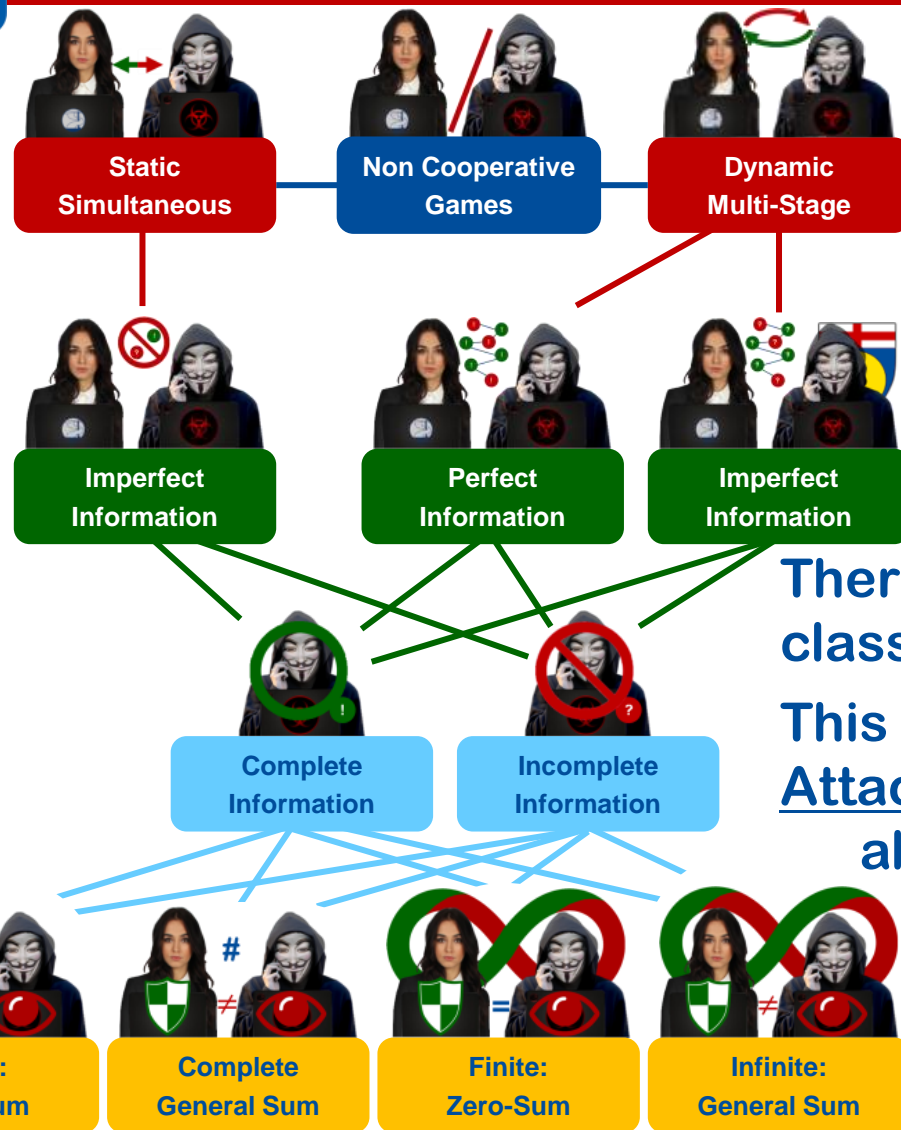 Static
Simultaneous
Non Cooperative
Games
Dynamic
Multi-Stage
Imperfect
Information
Perfect
Information
Imperfect
Information
Ther
class
This
Attac
al
!
?
Complete
Information
Incomplete
Information
#
≠
=
≠
:
um
Complete
General Sum
Finite:
Zero-Sum
Infinite:
General Sum